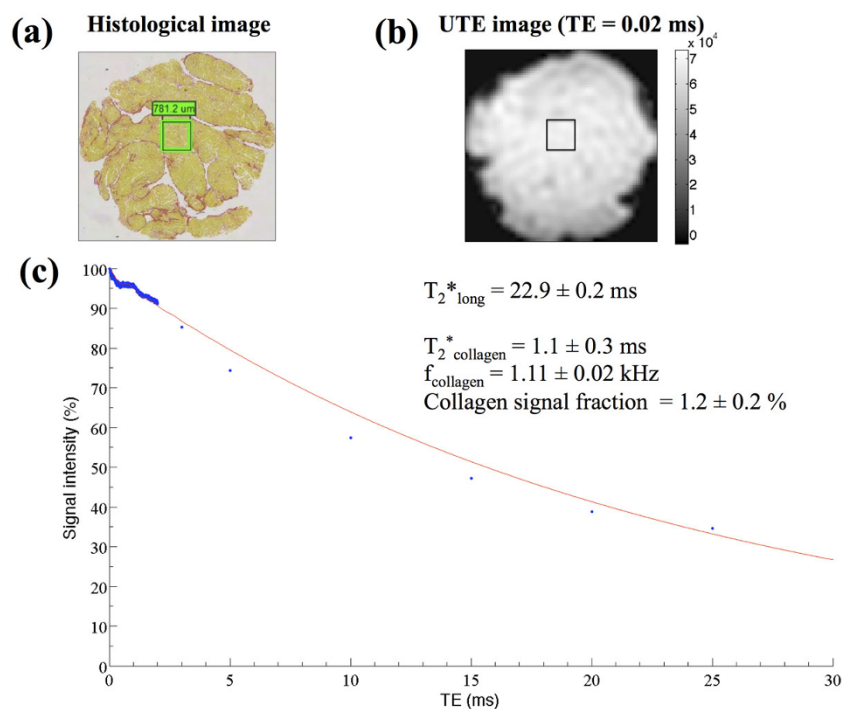 (a)
Histological image
781.2 um
(b)
UTE image (TE = 0.02 ms)
x 10⁴
7
6
5
4
3
2
1
0
(c)
T₂*long = 22.9 ± 0.2 ms
T₂*collagen = 1.1 ± 0.3 ms
fcollagen = 1.11 ± 0.02 kHz
Collagen signal fraction = 1.2 ± 0.2 %
Signal intensity (%)
100
90
80
70
60
50
40
30
20
10
0
0 5 10 15 20 25 30
TE (ms)